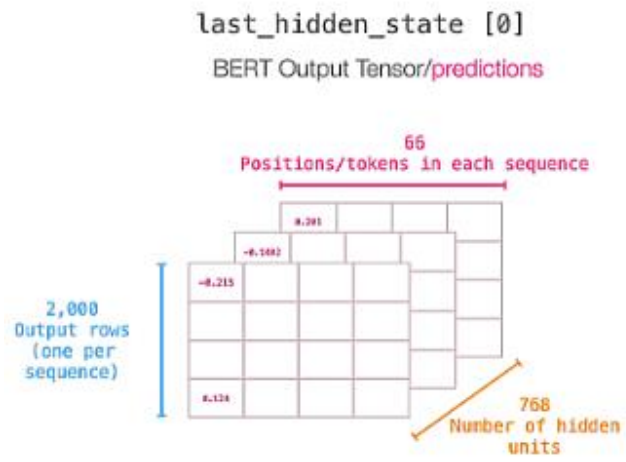 last_hidden_state [0]
BERT Output Tensor/predictions
66
Positions/tokens in each sequence
0.201
-0.1402
-0.215
2,000
Output rows
(one per
sequence)
0.124
768
Number of hidden
units